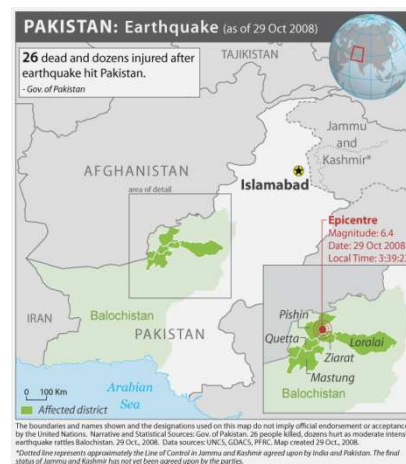 PAKISTAN: Earthquake (as of 29 Oct 2008)
26 dead and dozens injured after
earthquake hit Pakistan.
- Gov. of Pakistan
TAJIKISTAN
Jammu
and
Kashmir*
AFGHANISTAN
area of detail
Islamabad
Epicentre
Magnitude: 6.4
Date: 29 Oct 2008
Local Time: 3:39:23
IRAN
Balochistan
PAKISTAN
Pishin
Quetta
Loralai
Ziarat
Mastung
Balochistan
Arabian
Sea
0 100 Km
Affected district
The boundaries and names shown and the designations used on this map do not imply official endorsement or acceptance
by the United Nations. Narrative and Statistical Sources: Gov. of Pakistan. 26 people killed, dozens hurt as moderate intens
earthquake rattles Balochistan. 29 Oct., 2008. Data sources: UNCS, GDACS, PFRC. Map created 29 Oct, 2008.
*Dotted line represents approximately the Line of Control in Jammu and Kashmir agreed upon by India and Pakistan. The final
status of Jammu and Kashmir has not yet been agreed upon by the parties.